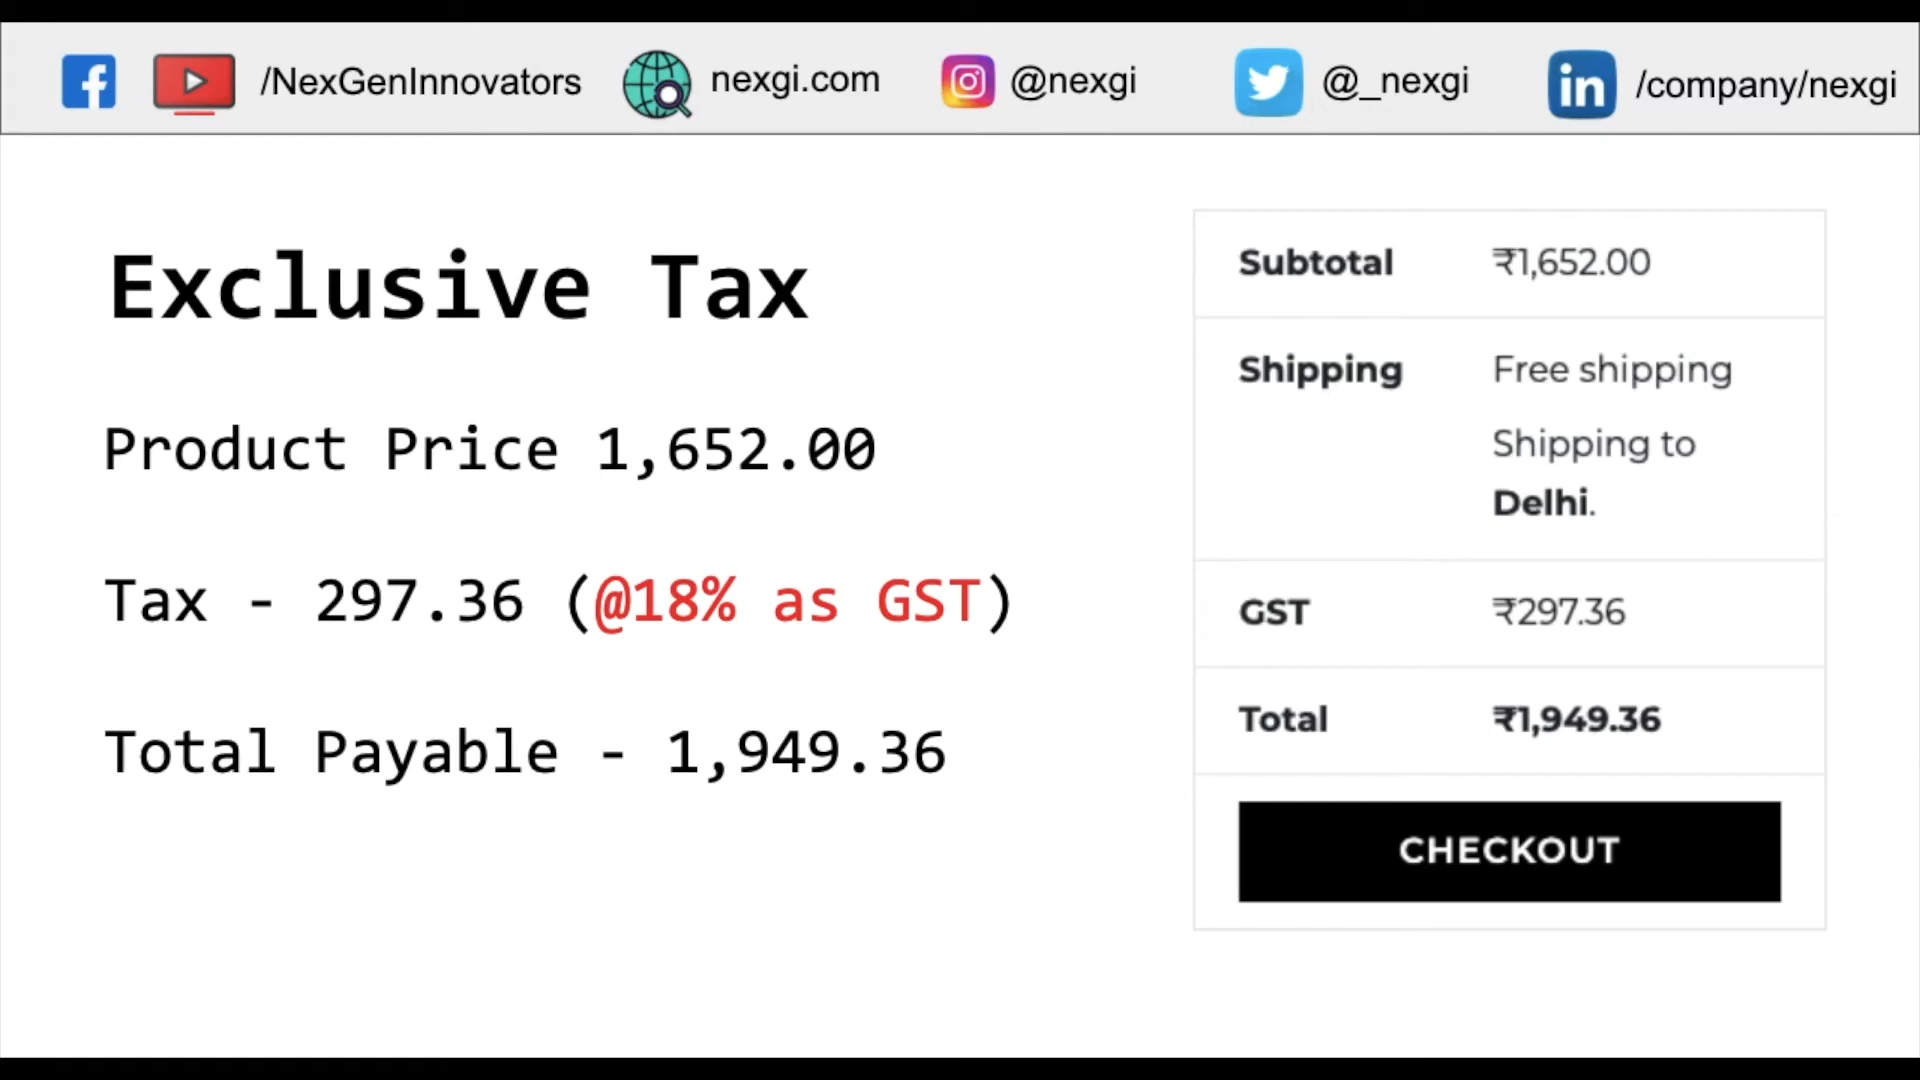 /NexGenInnovators nexgi.com @nexgi @_nexgi /company/nexgi
Exclusive Tax
Product Price 1,652.00
Tax - 297.36 (@18% as GST)
Total Payable - 1,949.36
Subtotal ₹1,652.00
Shipping Free shipping
Shipping to
Delhi.
GST ₹297.36
Total ₹1,949.36
CHECKOUT